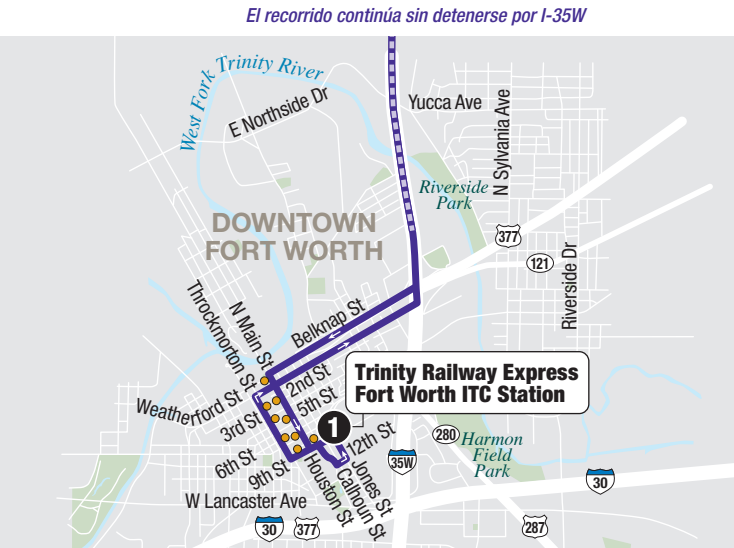 El recorrido continúa sin detenerse por I-35W
West Fork Trinity River
E Northside Dr
Yucca Ave
N Sylvania Ave
Riverside
Park
DOWNTOWN
FORT WORTH
377
121
Riverside Dr
Belknap St
N Main St
Throckmorton St
Weatherford St
2nd St
5th St
3rd St
Trinity Railway Express
Fort Worth ITC Station
1
12th St
280
Harmon
Field
Park
35W
6th St
9th St
Houston St
Jones St
Calhoun St
W Lancaster Ave
30
30
377
287